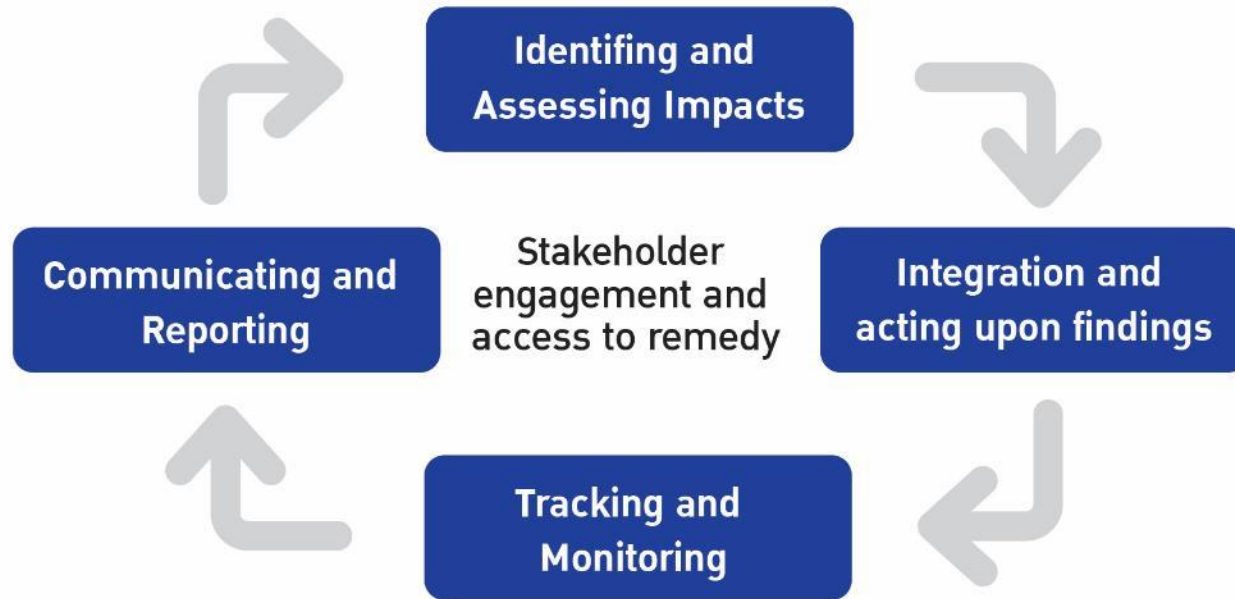 Identifing and
Assessing Impacts
Communicating and
Reporting
Stakeholder
engagement and
access to remedy
Integration and
acting upon findings
Tracking and
Monitoring